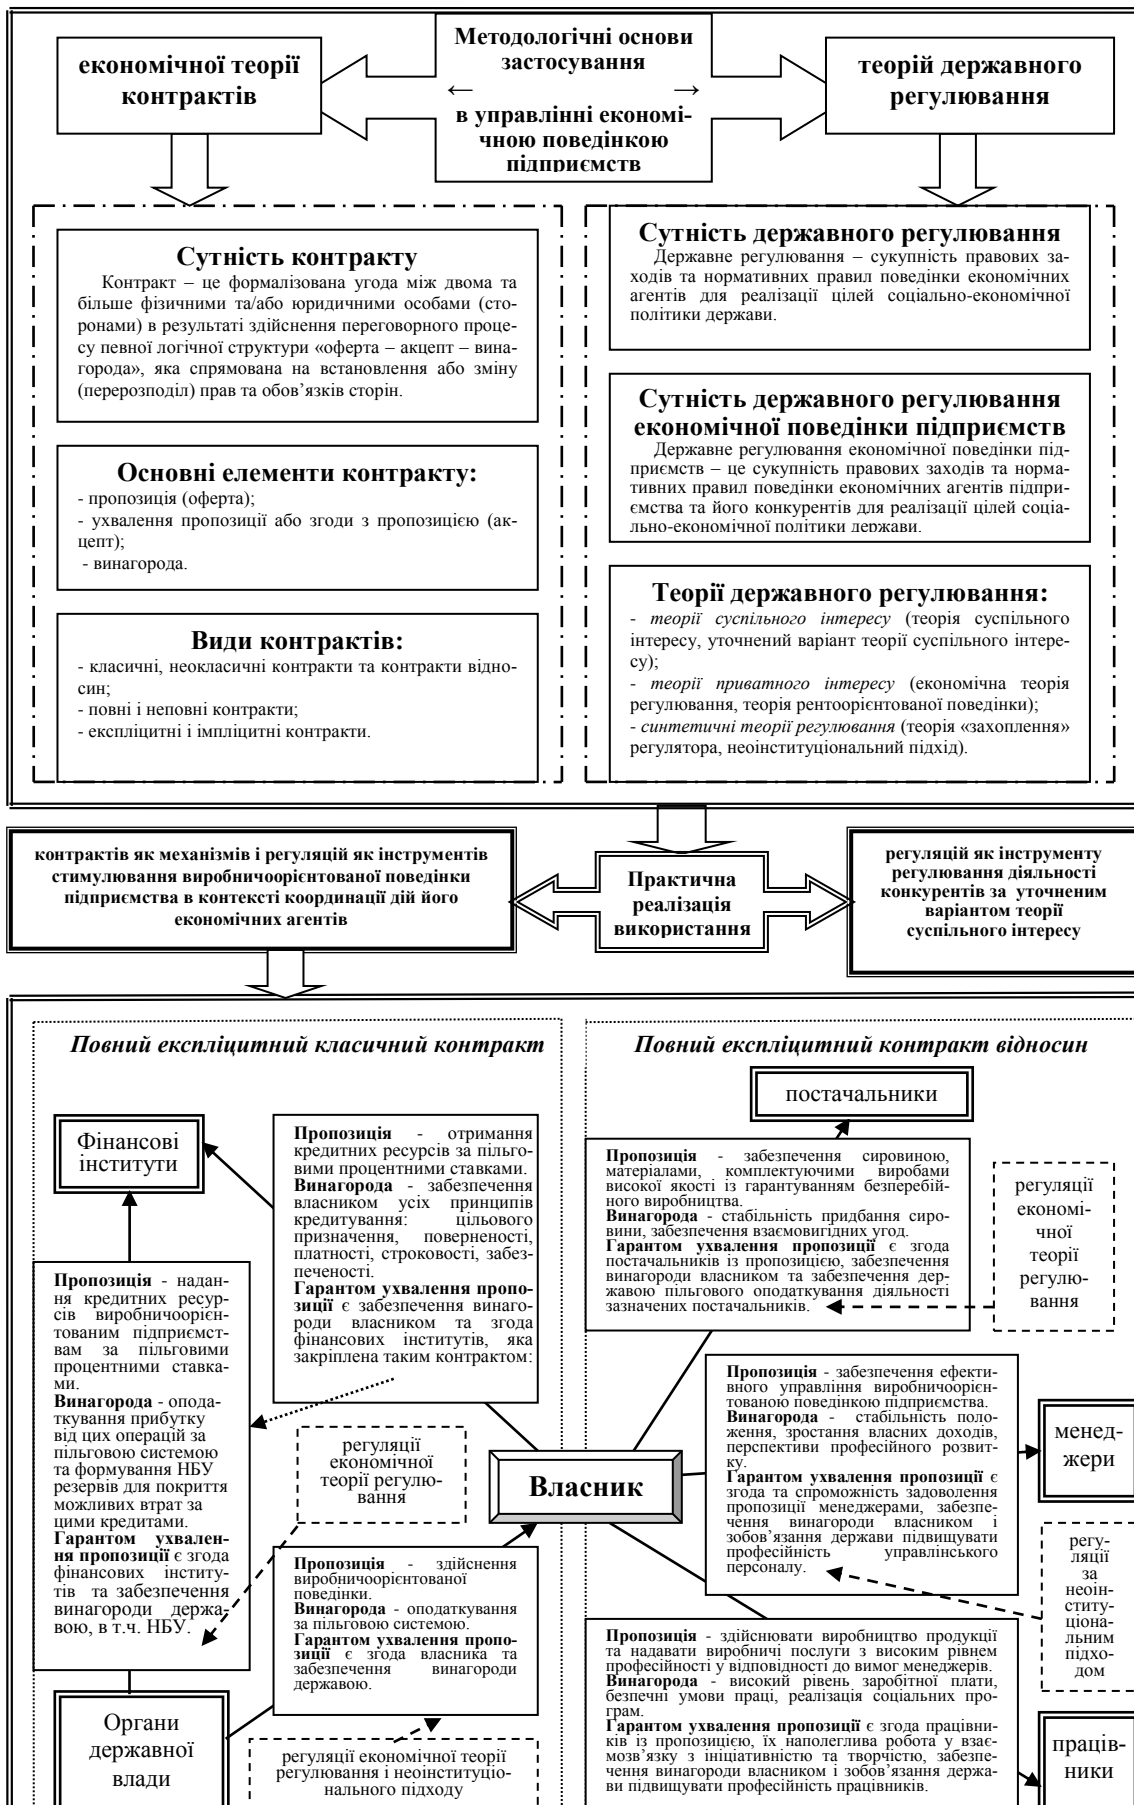 Методологічні основи
застосування
← →
в управлінні економі-
чною поведінкою
підприємств
економічної теорії
контрактів
теорій державного
регулювання
Сутність контракту
Контракт – це формалізована угода між двома та
більше фізичними та/або юридичними особами (сто-
ронами) в результаті здійснення переговорного проце-
су певної логічної структури «оферта – акцепт – вина-
города», яка спрямована на встановлення або зміну
(перерозподіл) прав та обов’язків сторін.
Основні елементи контракту:
- пропозиція (оферта);
- ухвалення пропозиції або згоди з пропозицією (ак-
цепт);
- винагорода.
Види контрактів:
- класичні, неокласичні контракти та контракти відно-
син;
- повні і неповні контракти;
- експліцитні і імпліцитні контракти.
Сутність державного регулювання
Державне регулювання – сукупність правових за-
ходів та нормативних правил поведінки економічних
агентів для реалізації цілей соціально-економічної
політики держави.
Сутність державного регулювання
економічної поведінки підприємств
Державне регулювання економічної поведінки під-
приємств – це сукупність правових заходів та норма-
тивних правил поведінки економічних агентів підпри-
ємства та його конкурентів для реалізації цілей соціа-
льно-економічної політики держави.
Теорії державного регулювання:
- теорії суспільного інтересу (теорія суспільного
інтересу, уточнений варіант теорії суспільного інтере-
су);
- теорії приватного інтересу (економічна теорія
регулювання, теорія рентоорієнтованої поведінки);
- синтетичні теорії регулювання (теорія «захоплення»
регулятора, неоінституціональний підхід).
контрактів як механізмів і регуляцій як інструментів
стимулювання виробничоорієнтованої поведінки
підприємства в контексті координації дій його
економічних агентів
Практична
реалізація
використання
регуляцій як інструменту
регулювання діяльності
конкурентів за уточненим
варіантом теорії
суспільного інтересу
Повний експліцитний класичний контракт
Фінансові
інститути
Пропозиція - отримання
кредитних ресурсів за пільго-
вими процентними ставками.
Винагорода - забезпечення
власником усіх принципів
кредитування: цільового
призначення, поверненості,
платності, строковості, забез-
печеності.
Гарантом ухвалення пропо-
зиції є забезпечення винаго-
роди власником та згода
фінансових інститутів, яка
закріплена таким контрактом:
Пропозиція - надан-
ня кредитних ресур-
сів виробничоорієн-
тованим підприємст-
вам за пільговими
процентними ставка-
ми.
Винагорода - опода-
ткування прибутку
від цих операцій за
пільговою системою
та формування НБУ
резервів для покриття
можливих втрат за
цими кредитами.
Гарантом ухвален-
ня пропозиції є згода
фінансових інститу-
тів та забезпечення
винагороди держа-
вою, в т.ч. НБУ.
регуляції
економічної
теорії регулю-
вання
Пропозиція - здійснення
виробничоорієнтованої
поведінки.
Винагорода - оподаткування
за пільговою системою.
Гарантом ухвалення пропо-
зиції є згода власника та
забезпечення винагороди
державою.
Органи
державної
влади
регуляції економічної теорії
регулювання і неоінституціо-
нального підходу
Власник
Повний експліцитний контракт відносин
постачальники
Пропозиція - забезпечення сировиною,
матеріалами, комплектуючими виробами
високої якості із гарантуванням безперебій-
ного виробництва.
Винагорода - стабільність придбання сиро-
вини, забезпечення взаємовигідних угод.
Гарантом ухвалення пропозиції є згода
постачальників із пропозицією, забезпечення
винагороди власником та забезпечення дер-
жавою пільгового оподаткування діяльності
зазначених постачальників.
регуляції
економі-
чної
теорії
регулю-
вання
Пропозиція - забезпечення ефек-
тивного управління виробничоорієн-
тованою поведінкою підприємства.
Винагорода - стабільність поло-
ження, зростання власних доходів,
перспективи професійного розвит-
ку.
Гарантом ухвалення пропозиції є
згода та спроможність задоволення
пропозиції менеджерами, забезпе-
чення винагороди власником і
зобов’язання держави підвищувати
професійність управлінського
персоналу.
менед-
жери
регу-
ляції
за
неоін-
ститу-
ціона-
льним
підхо-
дом
Пропозиція - здійснювати виробництво продукції
та надавати виробничі послуги з високим рівнем
професійності у відповідності до вимог менеджерів.
Винагорода - високий рівень заробітної плати,
безпечні умови праці, реалізація соціальних про-
грам.
Гарантом ухвалення пропозиції є згода працівни-
ків із пропозицією, їх наполеглива робота у взає-
мозв’язку з ініціативністю та творчістю, забезпе-
чення винагороди власником і зобов’язання держа-
ви підвищувати професійність працівників.
праців-
ники